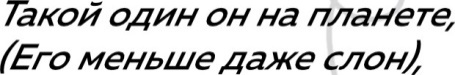 Такой один он на планете,
(Его меньше даже слон),